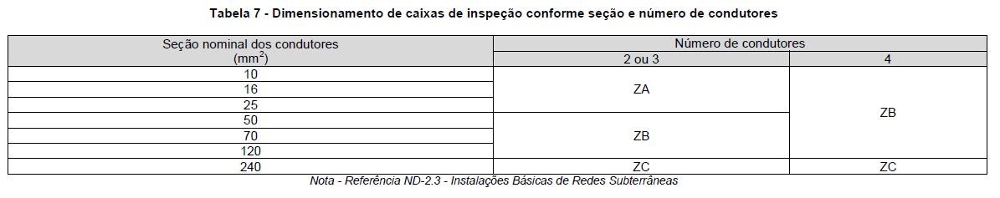 Tabela 7 - Dimensionamento de caixas de inspeção conforme seção e número de condutores
Seção nominal dos condutores
(mm²)
Número de condutores
2 ou 3
4
10
16
25
50
70
120
240
ZA
ZB
ZC
ZB
ZC
Nota - Referência ND-2.3 - Instalações Básicas de Redes Subterrâneas